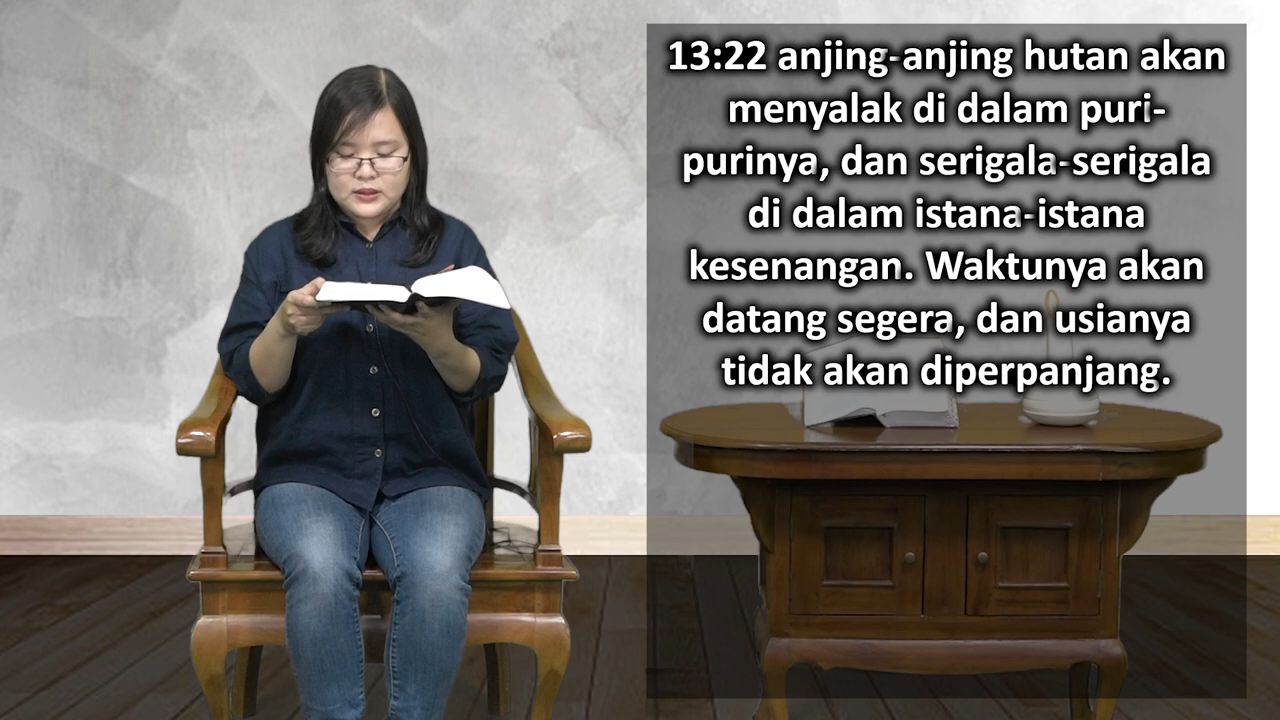 13:22 anjing-anjing hutan akan
menyalak di dalam puri-
purinya, dan serigala-serigala
di dalam istana-istana
kesenangan. Waktunya akan
datang segera, dan usianya
tidak akan diperpanjang.